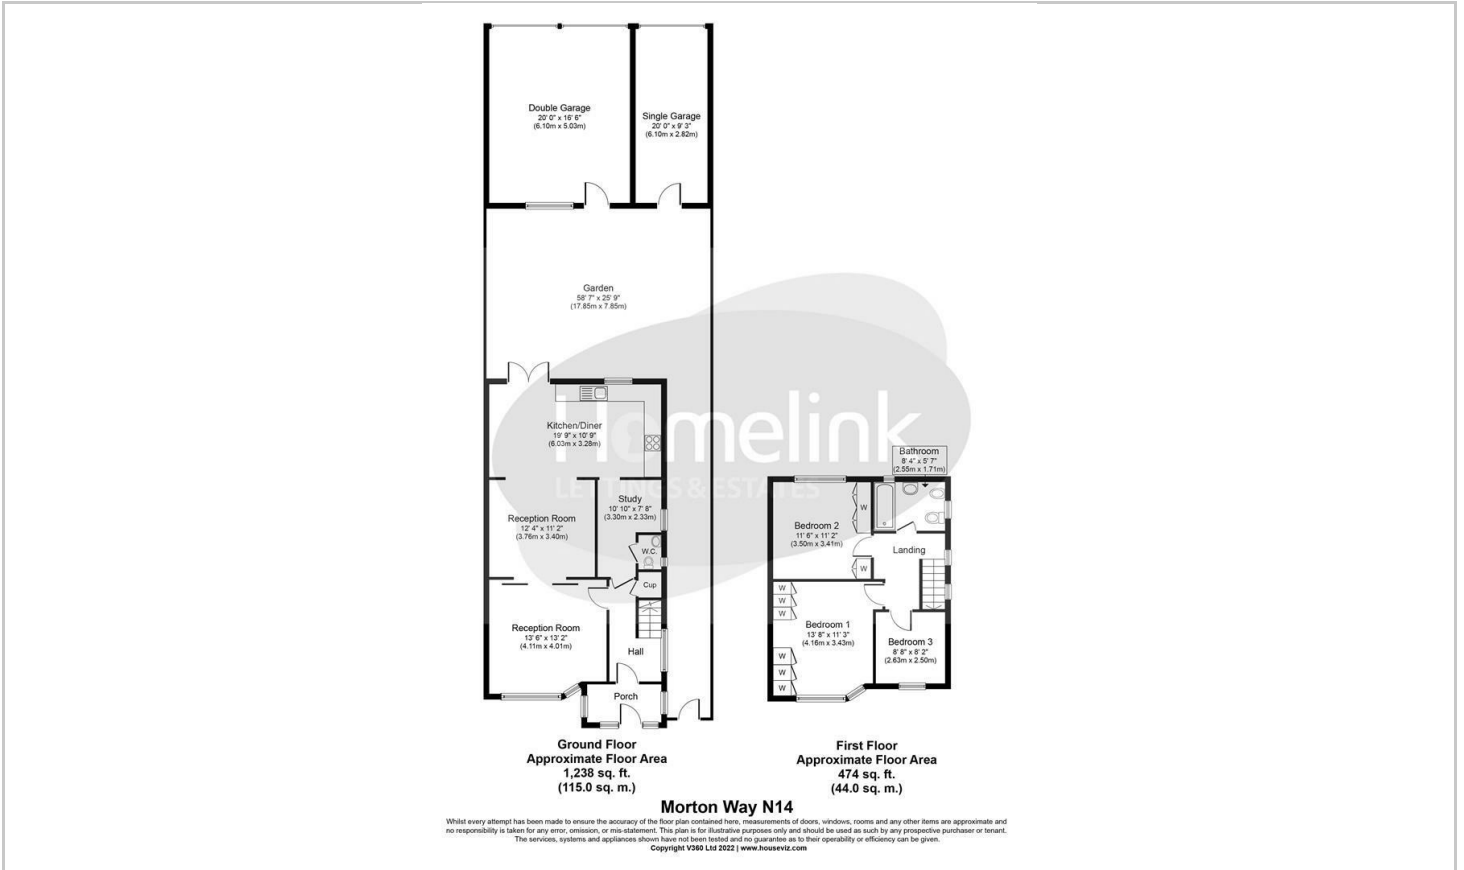 Double Garage
20' 0" x 16' 6"
(6.10m x 5.03m)
Single Garage
20' 0" x 9' 3"
(6.10m x 2.82m)
Garden
58' 7" x 25' 9"
(17.85m x 7.85m)
Homelink
LETTINGS & ESTATES
Kitchen/Diner
19' 9" x 10' 9"
(6.03m x 3.28m)
Study
10' 10" x 7' 8"
(3.30m x 2.33m)
Reception Room
12' 4" x 11' 2"
(3.76m x 3.40m)
W.C.
Cup
Reception Room
13' 6" x 13' 2"
(4.11m x 4.01m)
Hall
Porch
Bathroom
8' 4" x 5' 7"
(2.55m x 1.71m)
Bedroom 2
11' 6" x 11' 2"
(3.50m x 3.41m)
W
W
Landing
W
W
W
Bedroom 1
13' 8" x 11' 3"
(4.16m x 3.43m)
W
W
W
Bedroom 3
8' 8" x 8' 2"
(2.63m x 2.50m)
Ground Floor
Approximate Floor Area
1,238 sq. ft.
(115.0 sq. m.)
First Floor
Approximate Floor Area
474 sq. ft.
(44.0 sq. m.)
Morton Way N14
Whilst every attempt has been made to ensure the accuracy of the floor plan contained here, measurements of doors, windows, rooms and any other items are approximate and
no responsibility is taken for any error, omission, or mis-statement. This plan is for illustrative purposes only and should be used as such by any prospective purchaser or tenant.
The services, systems and appliances shown have not been tested and no guarantee as to their operability or efficiency can be given.
Copyright V360 Ltd 2022 | www.houseviz.com